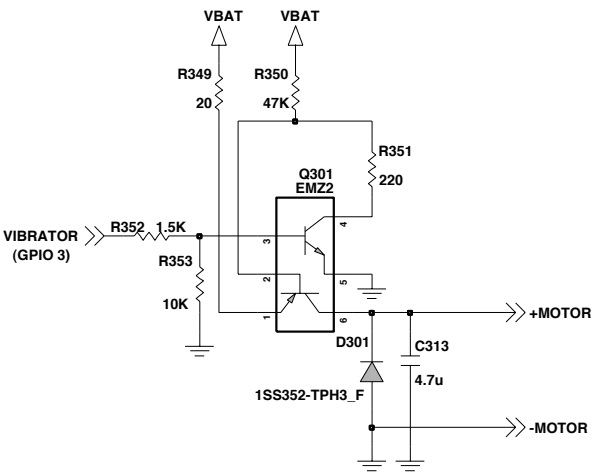 VBAT VBAT
R349 R350
20 47K
R351
220
Q301
EMZ2
4
VIBRATOR R352 1.5K
(GPIO 3)
3
R353
10K
2 5
1 6
+MOTOR
D301 C313
4.7u
1SS352-TPH3_F
-MOTOR